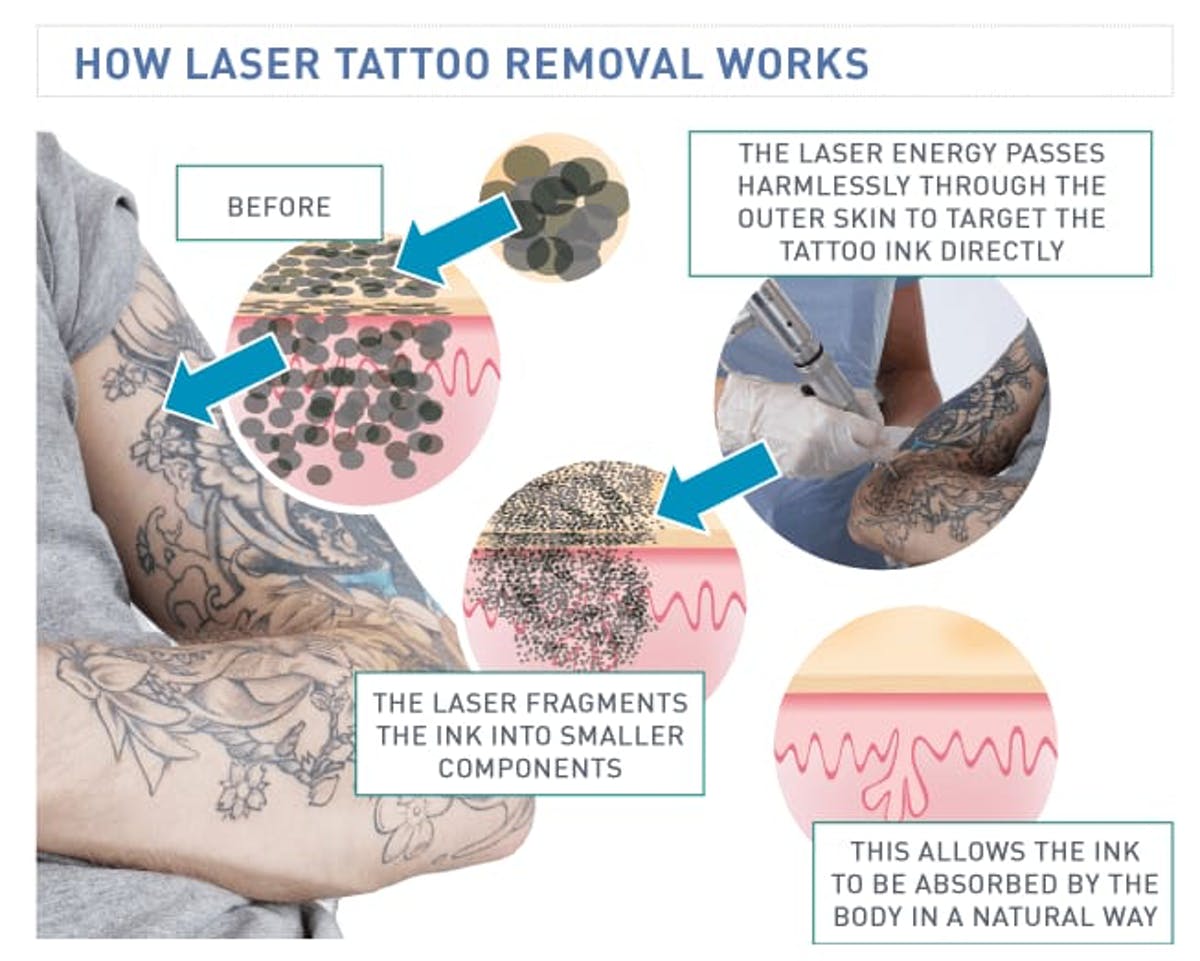 HOW LASER TATTOO REMOVAL WORKS
BEFORE
THE LASER ENERGY PASSES
HARMLESSLY THROUGH THE
OUTER SKIN TO TARGET THE
TATTOO INK DIRECTLY
THE LASER FRAGMENTS
THE INK INTO SMALLER
COMPONENTS
THIS ALLOWS THE INK
TO BE ABSORBED BY THE
BODY IN A NATURAL WAY